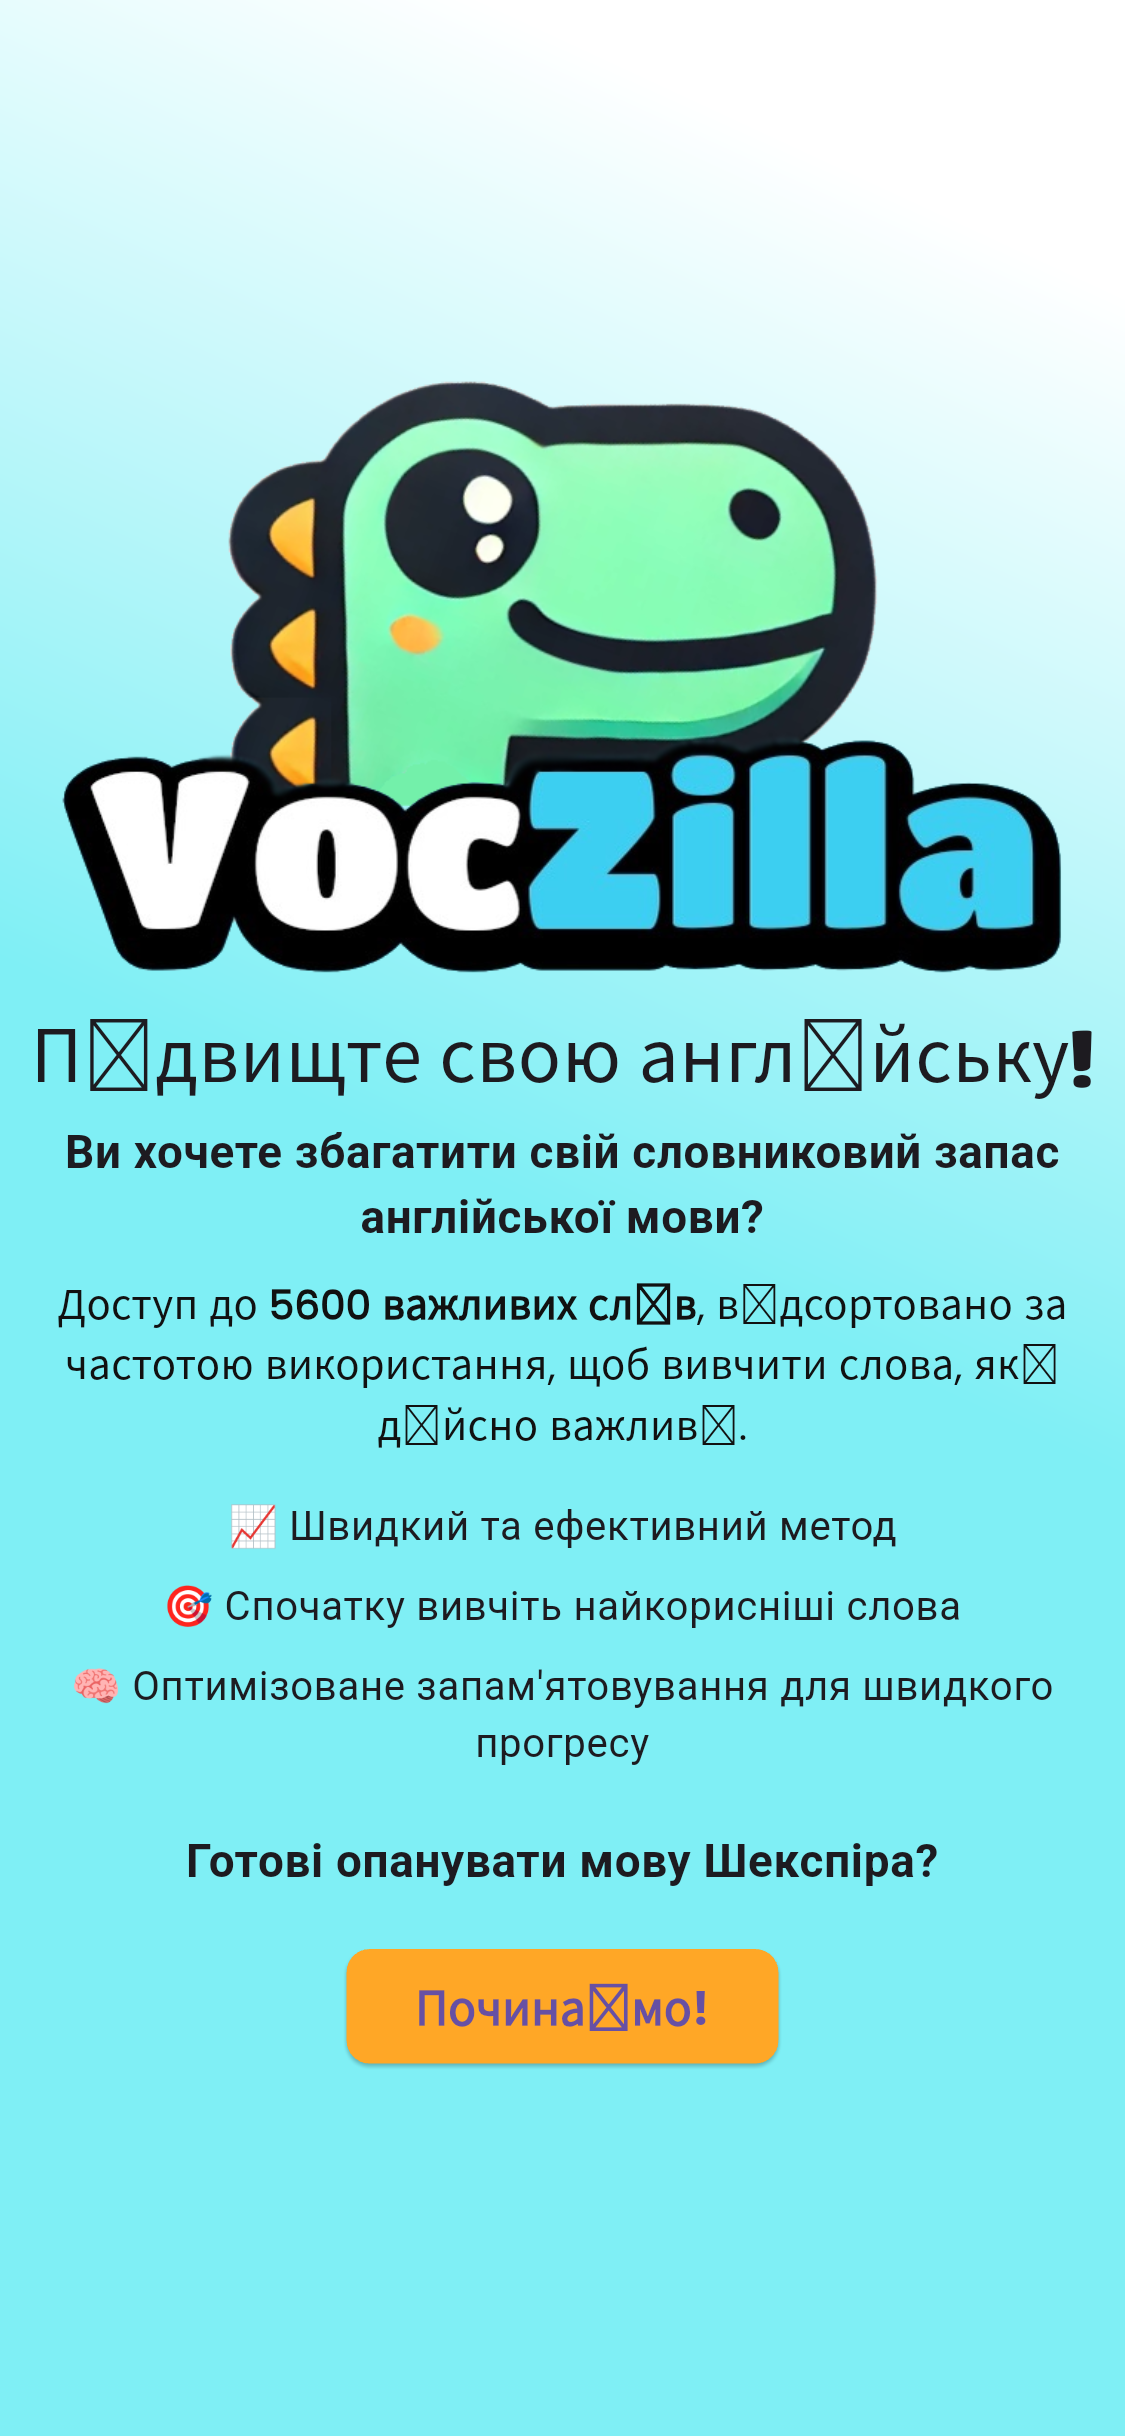 VocZilla
П☒двищте свою англ☒йську!
Ви хочете збагатити свій словниковий запас
англійської мови?
Доступ до 5600 важливих сл☒в, в☒дсортовано за
частотою використання, щоб вивчити слова, як☒
д☒йсно важлив☒.
📈 Швидкий та ефективний метод
🎯 Спочатку вивчіть найкорисніші слова
🧠 Оптимізоване запам'ятовування для швидкого
прогресу
Готові опанувати мову Шекспіра?
Почина☒мо!